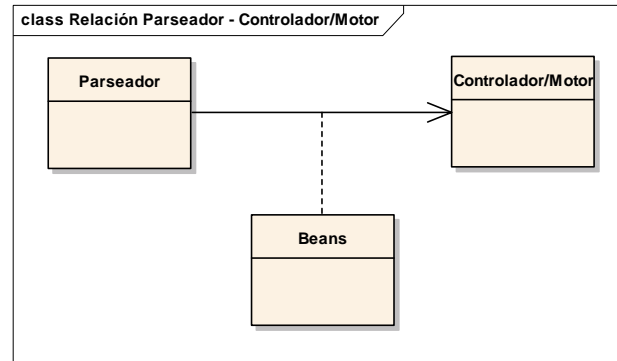 class Relación Parseador - Controlador/Motor
Parseador
Controlador/Motor
Beans